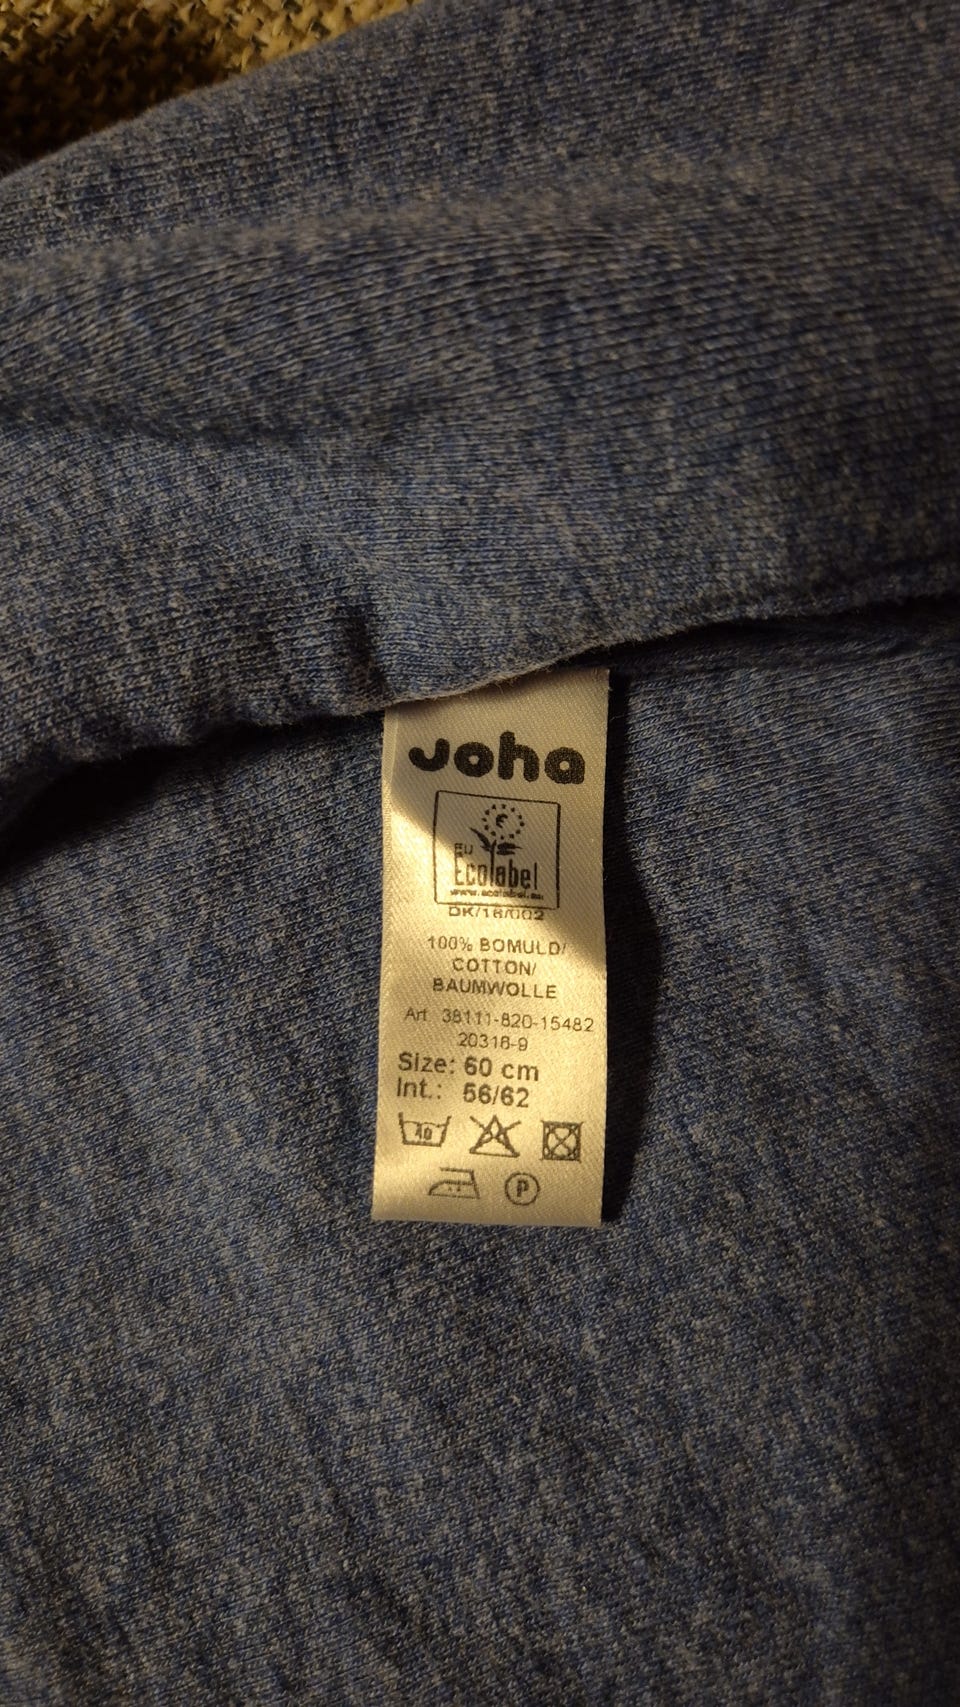 Joha
EU
Ecolabel
www.ecolabel.eu
DK/16/002
100% BOMULD/
COTTON/
BAUMWOLLE
Art. 38111-820-15482
20316-9
Size: 60 cm
Int.: 56/62
40
P